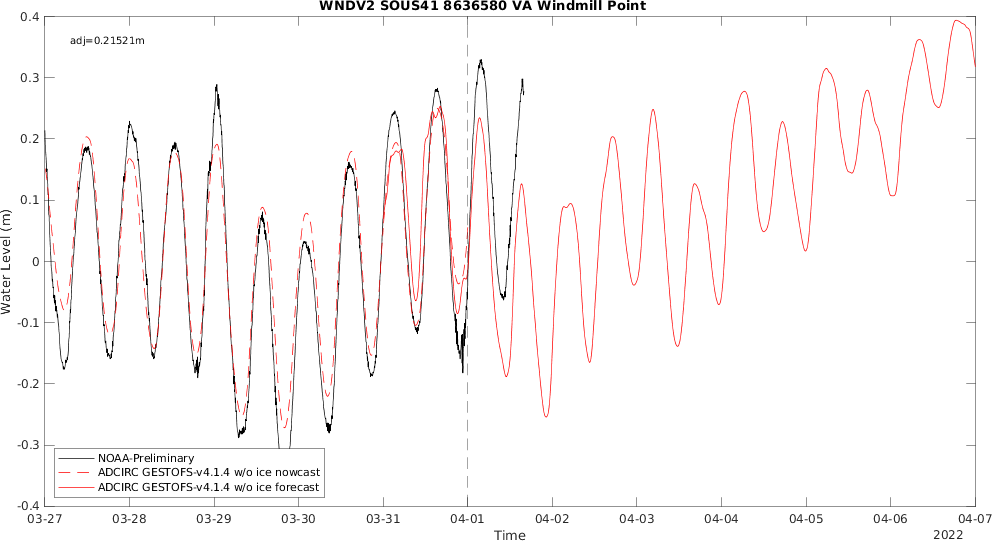 WNDV2 SOUS41 8636580 VA Windmill Point
adj=0.21521m
0.4
0.3
0.2
0.1
0
-0.1
-0.2
-0.3
-0.4
Water Level (m)
NOAA-Preliminary
ADCIRC GESTOFS-v4.1.4 w/o ice nowcast
ADCIRC GESTOFS-v4.1.4 w/o ice forecast
03-27 03-28 03-29 03-30 03-31 04-01 04-02 04-03 04-04 04-05 04-06 04-07
Time
2022